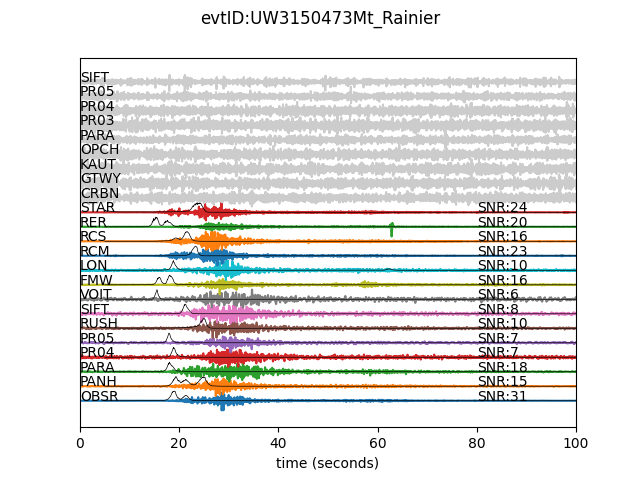 evtID:UW3150473Mt_Rainier
SIFT
PR05
PR04
PR03
PARA
OPCH
KAUT
GTWY
CRBN
STAR SNR:24
RER SNR:20
RCS SNR:16
RCM SNR:23
LON SNR:10
FMW SNR:16
VOIT SNR:6
SIFT SNR:8
RUSH SNR:10
PR05 SNR:7
PR04 SNR:7
PARA SNR:18
PANH SNR:15
OBSR SNR:31
0 20 40 60 80 100
time (seconds)